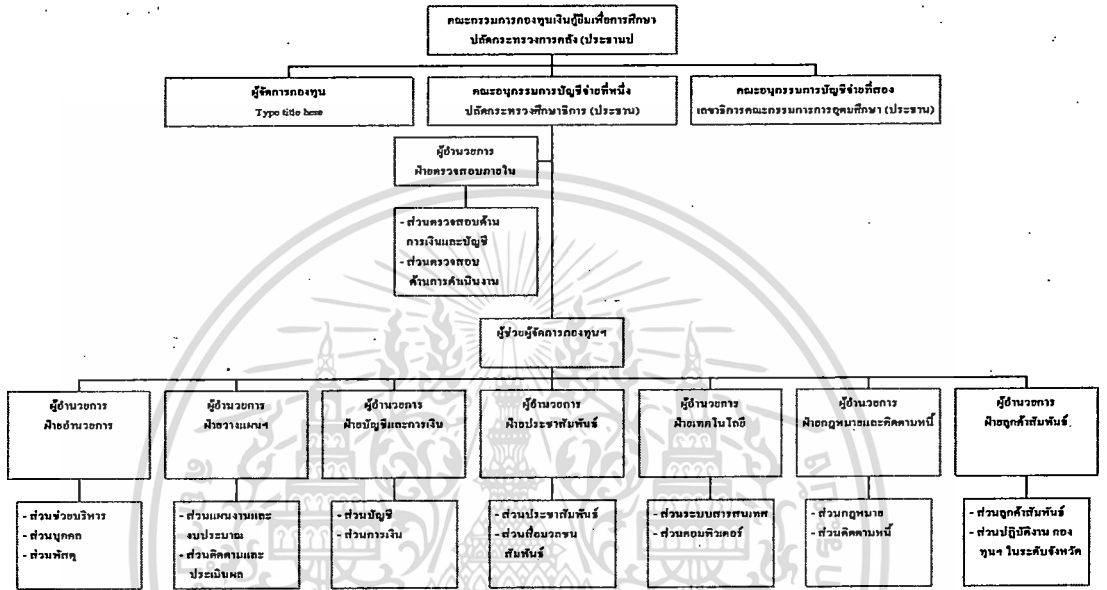 คณะกรรมการกองทุนเงินกู้ยืมเพื่อการศึกษา
ปลัดกระทรวงการคลัง (ประธานป
ผู้จัดการกองทุน
Type title here
คณะอนุกรรมการบัญชีจ่ายที่หนึ่ง
ปลัดกระทรวงศึกษาธิการ (ประธาน)
คณะอนุกรรมการบัญชีจ่ายที่สอง
เลขาธิการคณะกรรมการการอุดมศึกษา (ประธาน)
ผู้อำนวยการ
ฝ่ายตรวจสอบภายใน
- ส่วนตรวจสอบด้าน
การเงินและบัญชี
- ส่วนตรวจสอบ
ด้านการดำเนินงาน
ผู้ช่วยผู้จัดการกองทุนฯ
ผู้อำนวยการ
ฝ่ายอำนวยการ
ผู้อำนวยการ
ฝ่ายวางแผนฯ
ผู้อำนวยการ
ฝ่ายบัญชีและการเงิน
ผู้อำนวยการ
ฝ่ายประชาสัมพันธ์
ผู้อำนวยการ
ฝ่ายเทคโนโลยี
ผู้อำนวยการ
ฝ่ายกฎหมายและติดตามหนี้
ผู้อำนวยการ
ฝ่ายลูกค้าสัมพันธ์
- ส่วนช่วยบริหาร
- ส่วนบุคคล
- ส่วนพัสดุ
- ส่วนแผนงานและ
งบประมาณ
- ส่วนติดตามและ
ประเมินผล
- ส่วนบัญชี
- ส่วนการเงิน
- ส่วนประชาสัมพันธ์
- ส่วนสื่อมวลชน
สัมพันธ์
- ส่วนระบบสารสนเทศ
- ส่วนคอมพิวเตอร์
- ส่วนกฎหมาย
- ส่วนติดตามหนี้
- ส่วนลูกค้าสัมพันธ์
- ส่วนปฏิบัติงาน กอง
ทุนฯ ในระดับจังหวัด